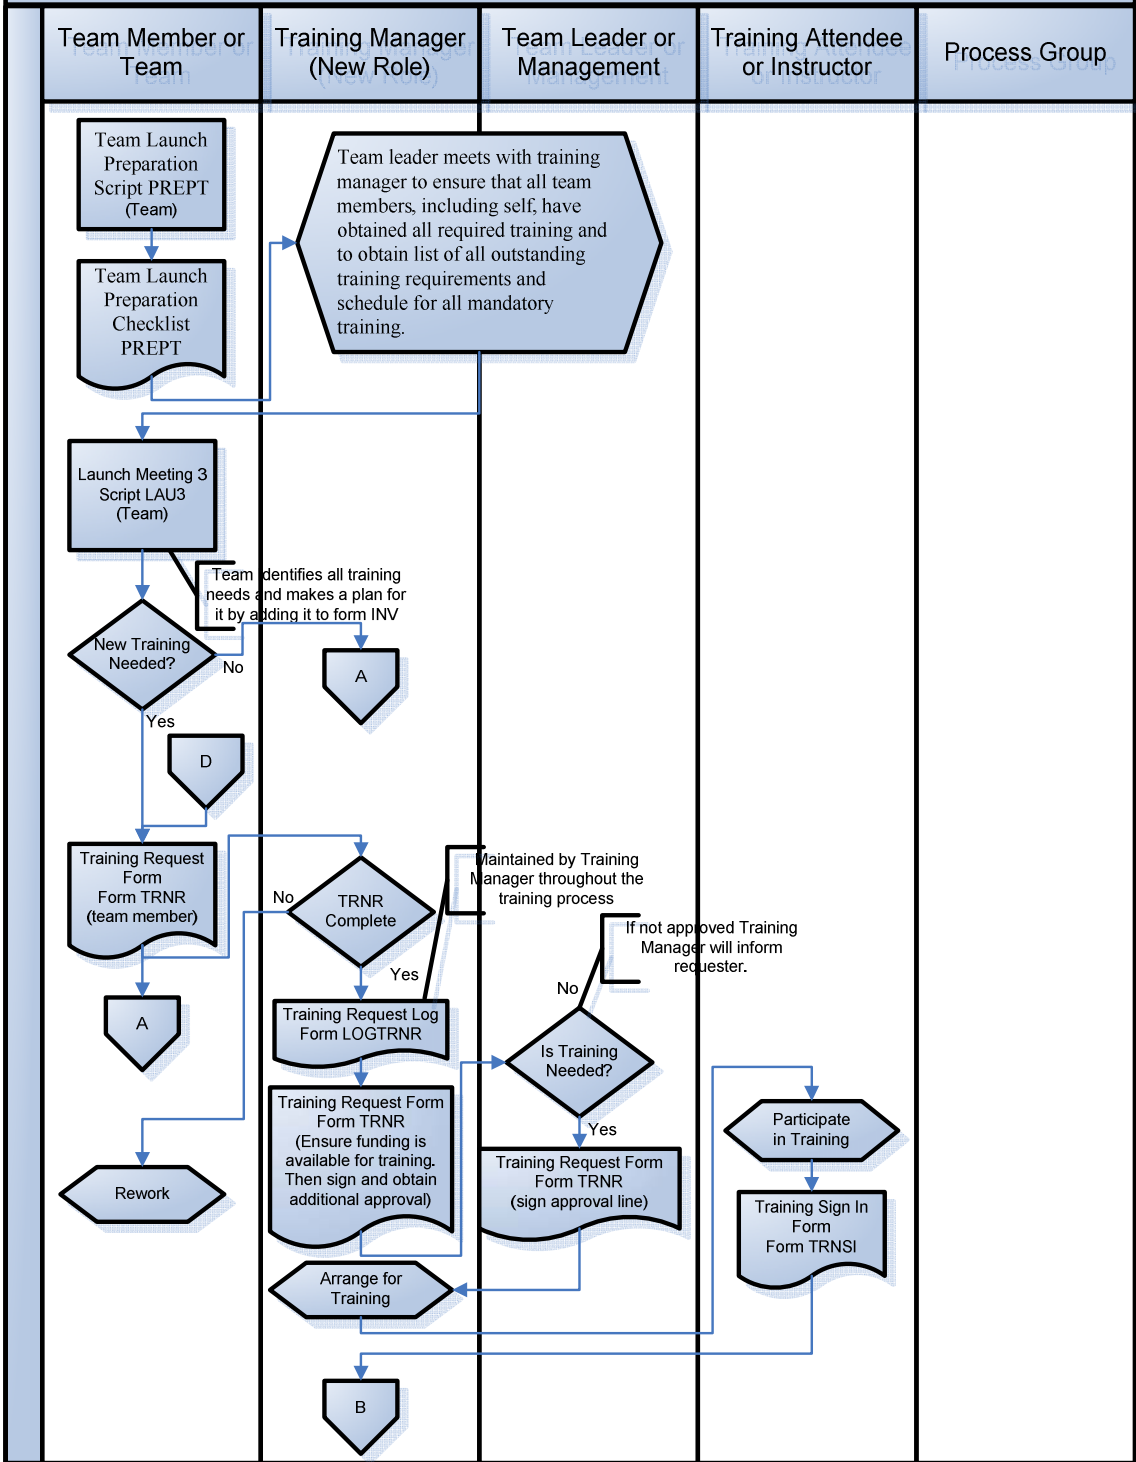 Team Member or
Team
Training Manager
(New Role)
Team Leader or
Management
Training Attendee
or Instructor
Process Group
Team Launch
Preparation
Script PREPT
(Team)
Team leader meets with training
manager to ensure that all team
members, including self, have
obtained all required training and
to obtain list of all outstanding
training requirements and
schedule for all mandatory
training.
Team Launch
Preparation
Checklist
PREPT
Launch Meeting 3
Script LAU3
(Team)
Team identifies all training
needs and makes a plan for
it by adding it to form INV
New Training
Needed?
No
A
Yes
D
Training Request
Form
Form TRNR
(team member)
No
TRNR
Complete
Maintained by Training
Manager throughout the
training process
If not approved Training
Manager will inform
requester.
Yes
No
A
Training Request Log
Form LOGTRNR
Is Training
Needed?
Yes
Training Request Form
Form TRNR
(Ensure funding is
available for training.
Then sign and obtain
additional approval)
Participate
in Training
Training Request Form
Form TRNR
(sign approval line)
Rework
Training Sign In
Form
Form TRNSI
Arrange for
Training
B